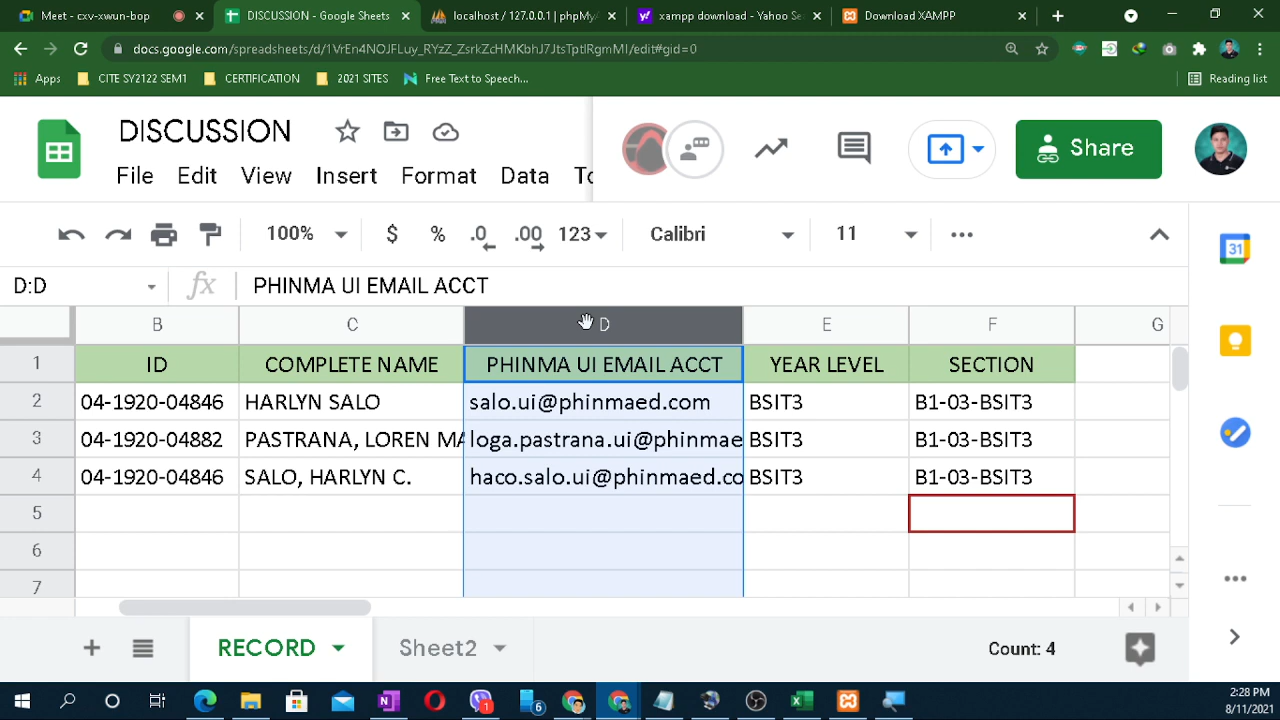 Meet - cxv-xwun-bop
DISCUSSION - Google Sheets
localhost / 127.0.0.1 | phpMyA
xampp download - Yahoo Se
Download XAMPP
docs.google.com/spreadsheets/d/1VrEn4NOJFLuy_RYzZ_ZsrkZcHMKbhJ7JtsTptlRgmMI/edit#gid=0
Apps
CITE SY2122 SEM1
CERTIFICATION
2021 SITES
Free Text to Speech...
Reading list
DISCUSSION
Share
File Edit View Insert Format Data To
100% $ % .0 .00 123 Calibri 11
D:D
fx
PHINMA UI EMAIL ACCT
B C D E F G
1 ID COMPLETE NAME PHINMA UI EMAIL ACCT YEAR LEVEL SECTION
2 04-1920-04846 HARLYN SALO salo.ui@phinmaed.com BSIT3 B1-03-BSIT3
3 04-1920-04882 PASTRANA, LOREN MA loga.pastrana.ui@phinmae BSIT3 B1-03-BSIT3
4 04-1920-04846 SALO, HARLYN C. haco.salo.ui@phinmaed.co BSIT3 B1-03-BSIT3
5
6
7
RECORD
Sheet2
Count: 4
31
1
6
2:28 PM
8/11/2021